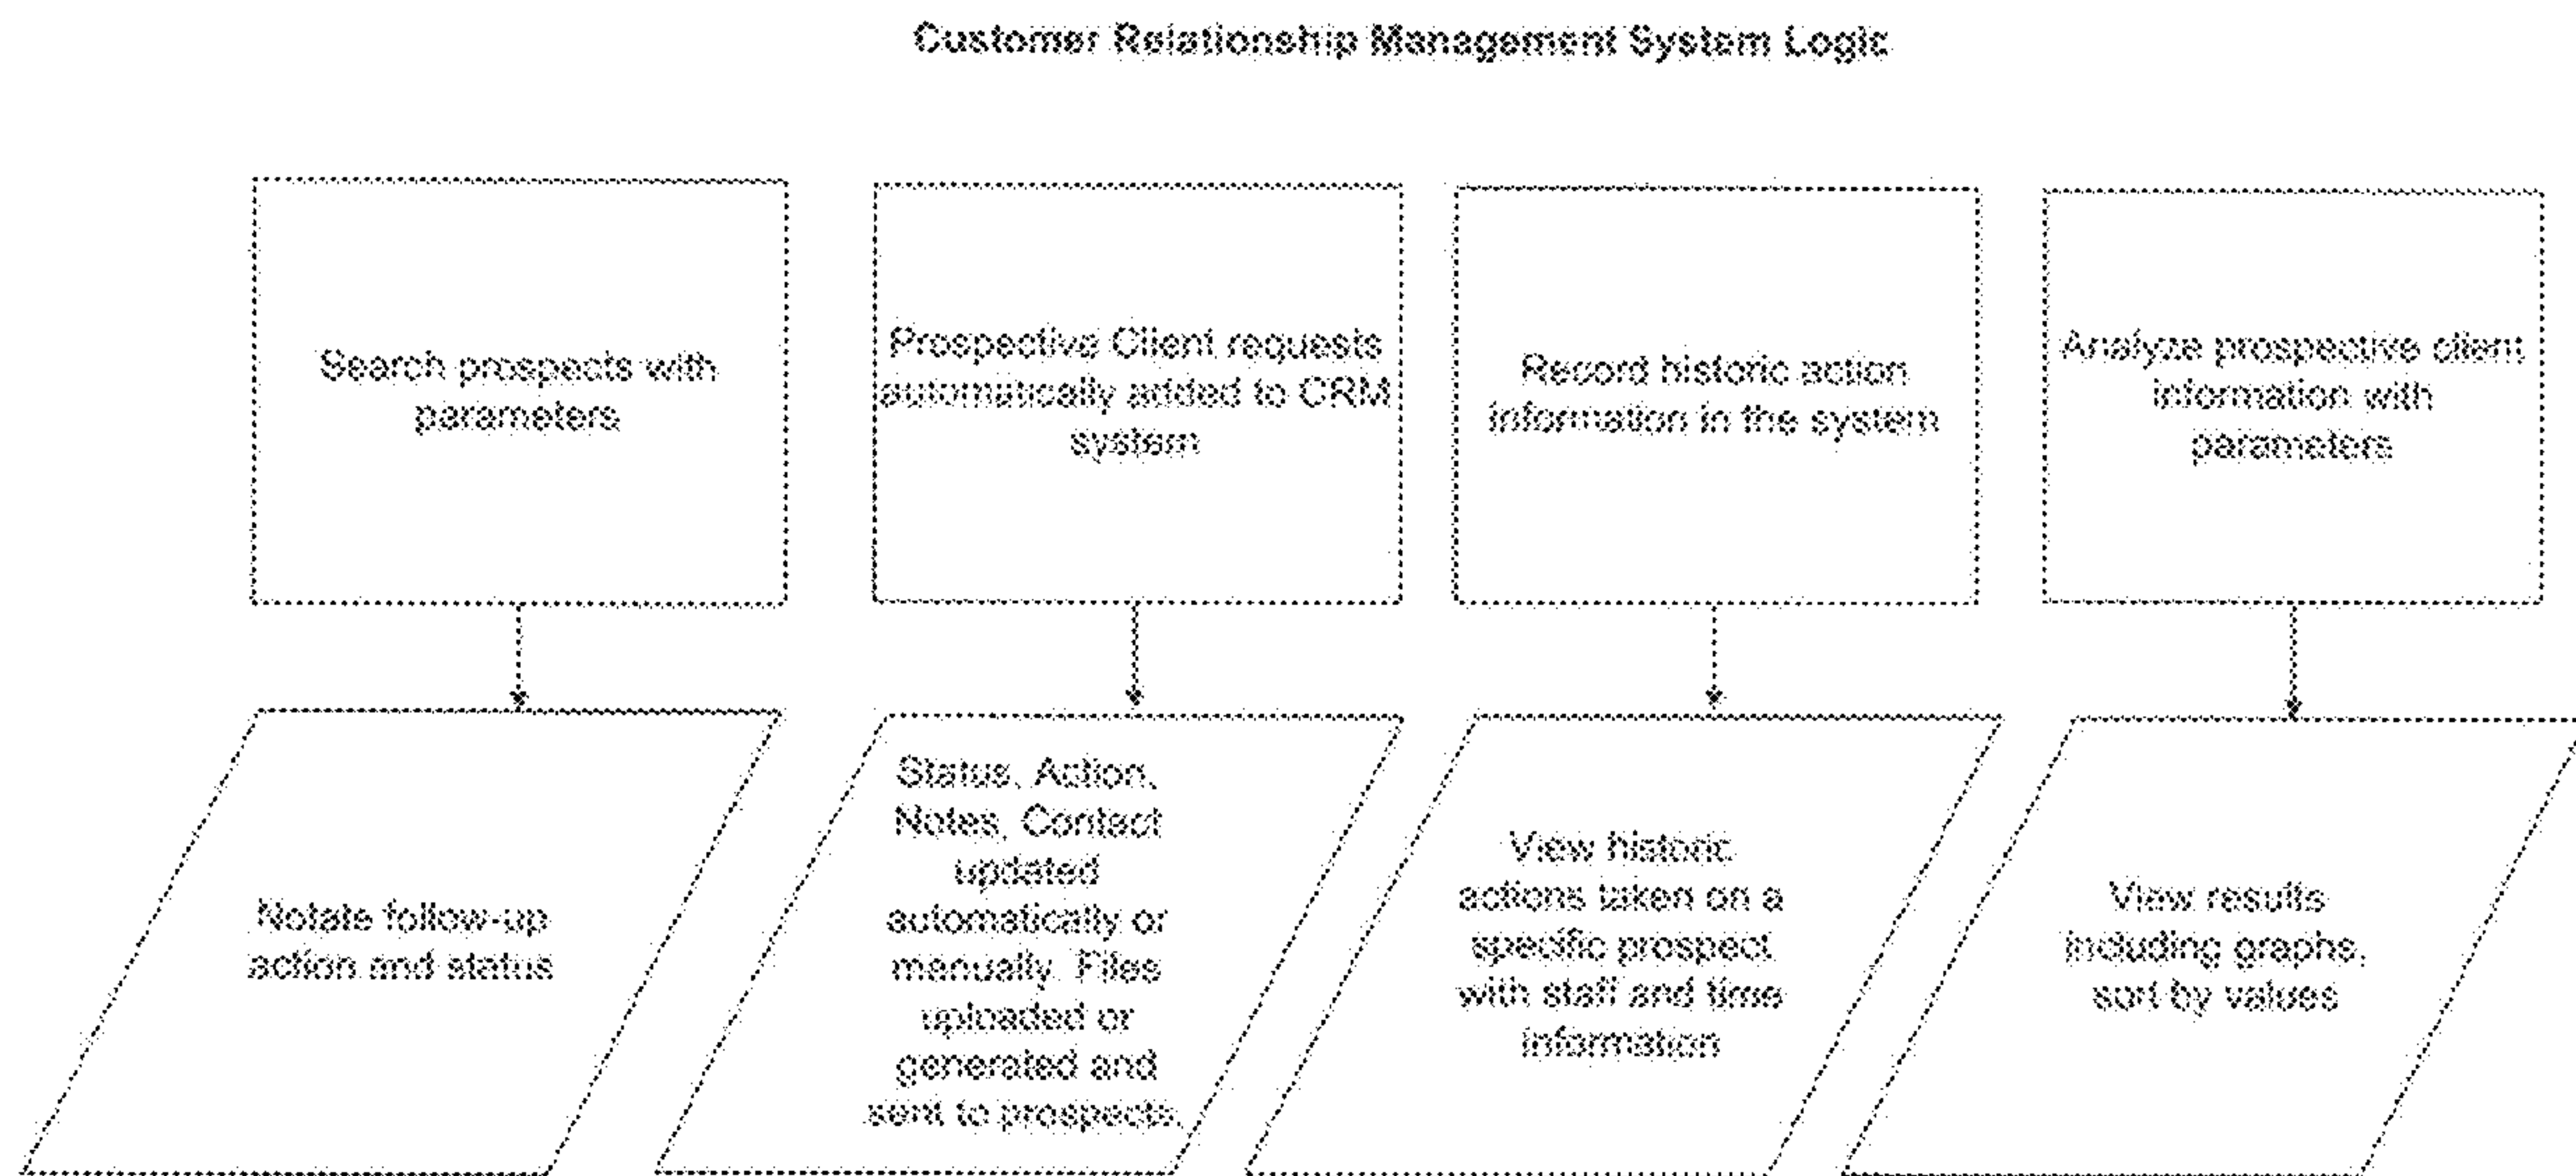 Customer Relationship Management System Logic
Search prospects with
parameters
Prospective Client requests
automatically added to CRM
system
Record historic action
information in the system
Analyze prospective client
information with
parameters
Notate follow-up
action and status
Status, Action,
Notes, Contact
updated
automatically or
manually. Files
uploaded or
generated and
sent to prospects.
View historic
actions taken on a
specific prospect
with staff and time
information
View results
including graphs,
sort by values